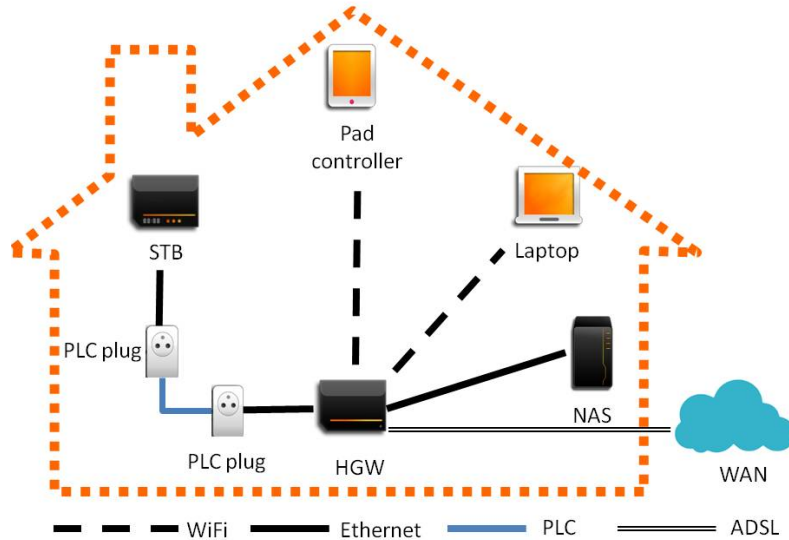 Pad
controller
STB
Laptop
PLC plug
NAS
PLC plug
HGW
WAN
WiFi
Ethernet
PLC
ADSL